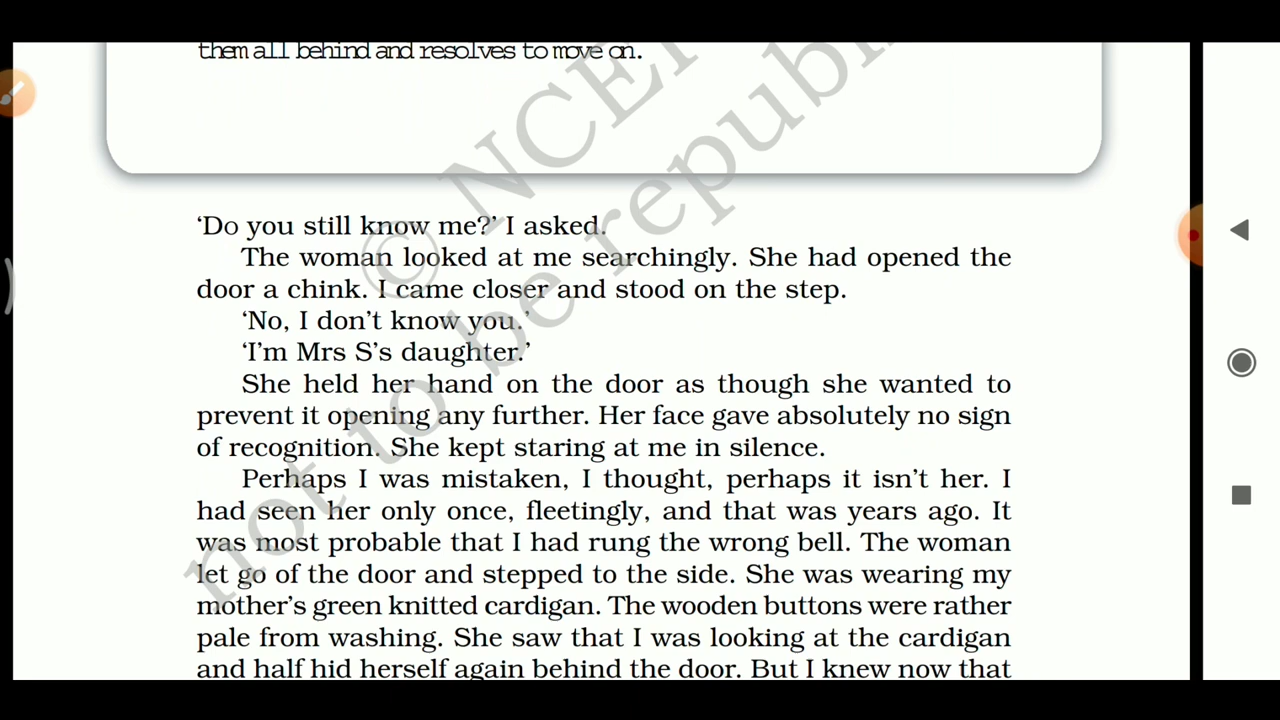 them all behind and resolves to move on.
© NCER
not to be republi
‘Do you still know me?’ I asked.
The woman looked at me searchingly. She had opened the
door a chink. I came closer and stood on the step.
‘No, I don’t know you.’
‘I’m Mrs S’s daughter.’
She held her hand on the door as though she wanted to
prevent it opening any further. Her face gave absolutely no sign
of recognition. She kept staring at me in silence.
Perhaps I was mistaken, I thought, perhaps it isn’t her. I
had seen her only once, fleetingly, and that was years ago. It
was most probable that I had rung the wrong bell. The woman
let go of the door and stepped to the side. She was wearing my
mother’s green knitted cardigan. The wooden buttons were rather
pale from washing. She saw that I was looking at the cardigan
and half hid herself again behind the door. But I knew now that